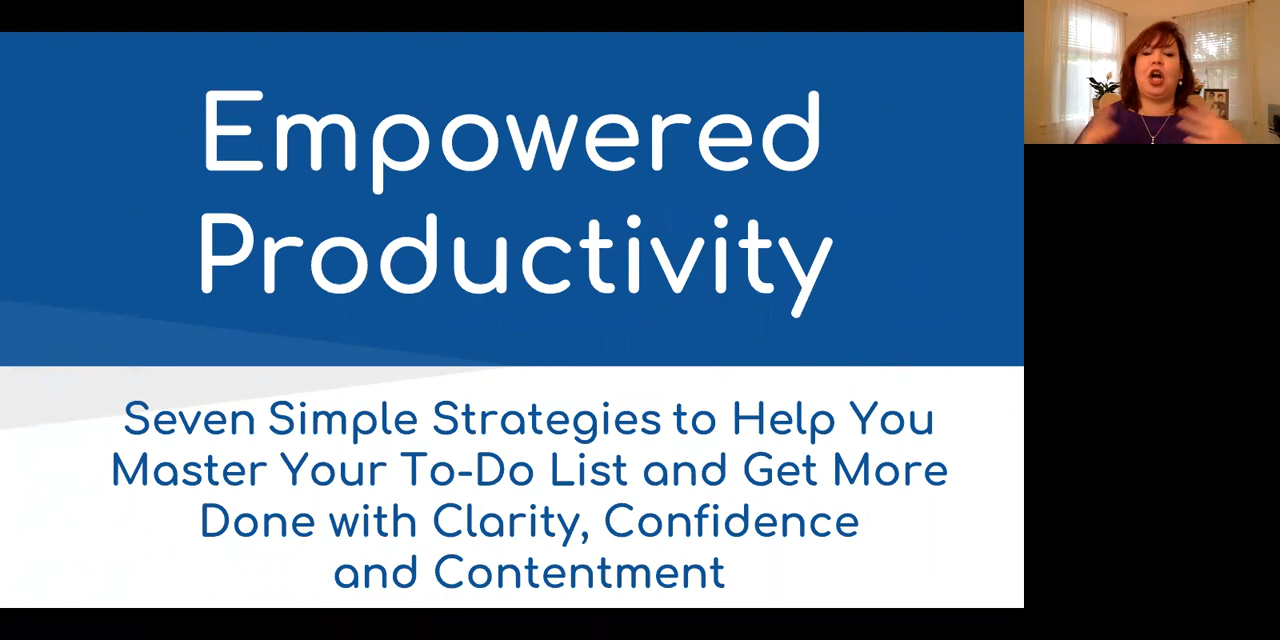 Empowered
Productivity
Seven Simple Strategies to Help You
Master Your To-Do List and Get More
Done with Clarity, Confidence
and Contentment